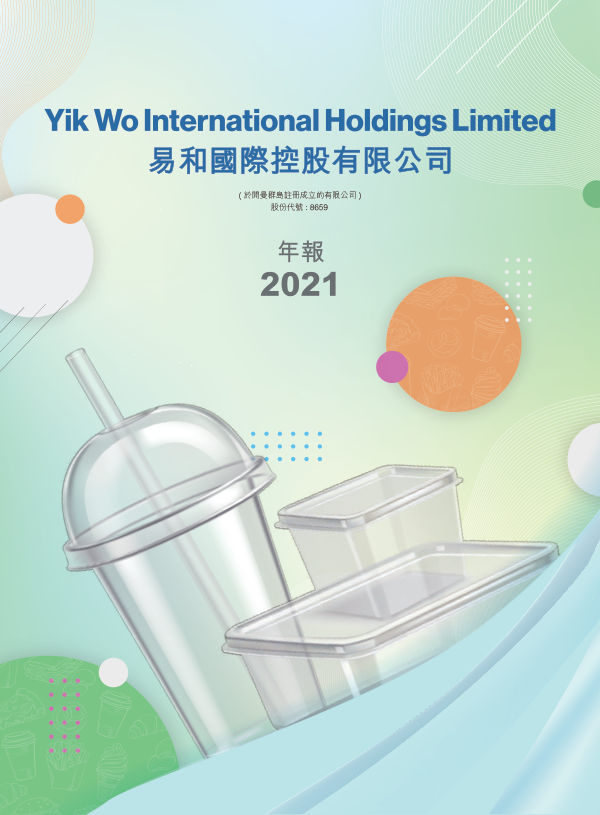 Yik Wo International Holdings Limited
易和國際控股有限公司
( 於開曼群島註冊成立的有限公司 )
股份代號 : 8659
年報
2021